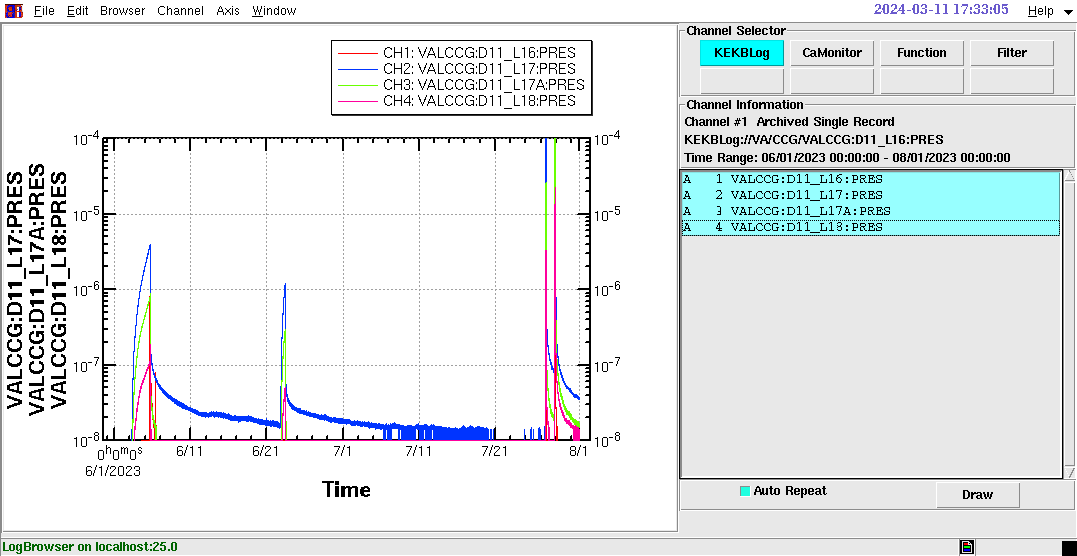 File Edit Browser Channel Axis Window 2024-03-11 17:33:05 Help
CH1: VALCCG:D11_L16:PRES
CH2: VALCCG:D11_L17:PRES
CH3: VALCCG:D11_L17A:PRES
CH4: VALCCG:D11_L18:PRES
VALCCG:D11_L17:PRES
VALCCG:D11_L17A:PRES
VALCCG:D11_L18:PRES
10⁻⁴ 10⁻⁴
10⁻⁵ 10⁻⁵
10⁻⁶ 10⁻⁶
10⁻⁷ 10⁻⁷
10⁻⁸ 10⁻⁸
0ʰ0ᵐ0ˢ 6/11 6/21 7/1 7/11 7/21 8/1
6/1/2023
Time
Channel Selector
KEKBLog CaMonitor Function Filter
Channel Information
Channel #1 Archived Single Record
KEKBLog://VA/CCG/VALCCG:D11_L16:PRES
Time Range: 06/01/2023 00:00:00 - 08/01/2023 00:00:00
A 1 VALCCG:D11_L16:PRES
A 2 VALCCG:D11_L17:PRES
A 3 VALCCG:D11_L17A:PRES
A 4 VALCCG:D11_L18:PRES
Auto Repeat
Draw
LogBrowser on localhost:25.0